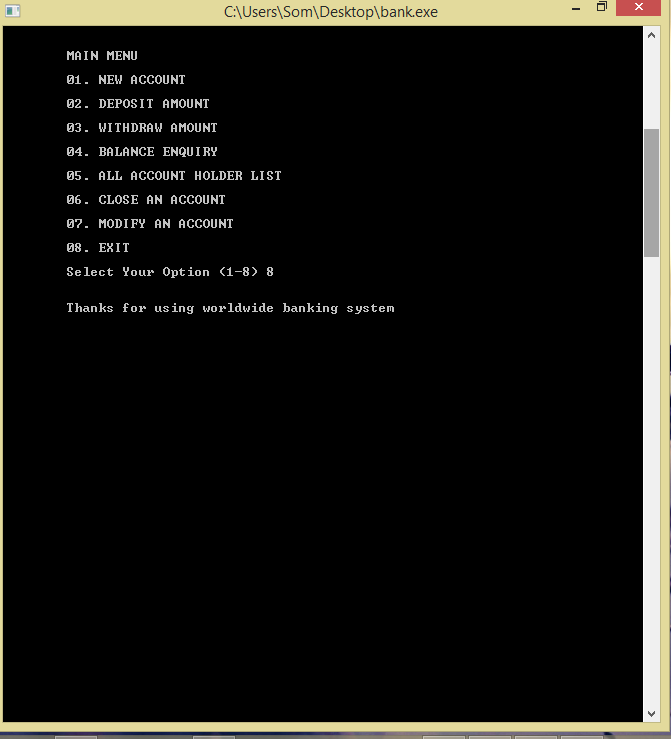 C:\Users\Som\Desktop\bank.exe
MAIN MENU
01. NEW ACCOUNT
02. DEPOSIT AMOUNT
03. WITHDRAW AMOUNT
04. BALANCE ENQUIRY
05. ALL ACCOUNT HOLDER LIST
06. CLOSE AN ACCOUNT
07. MODIFY AN ACCOUNT
08. EXIT
Select Your Option (1-8) 8
Thanks for using worldwide banking system